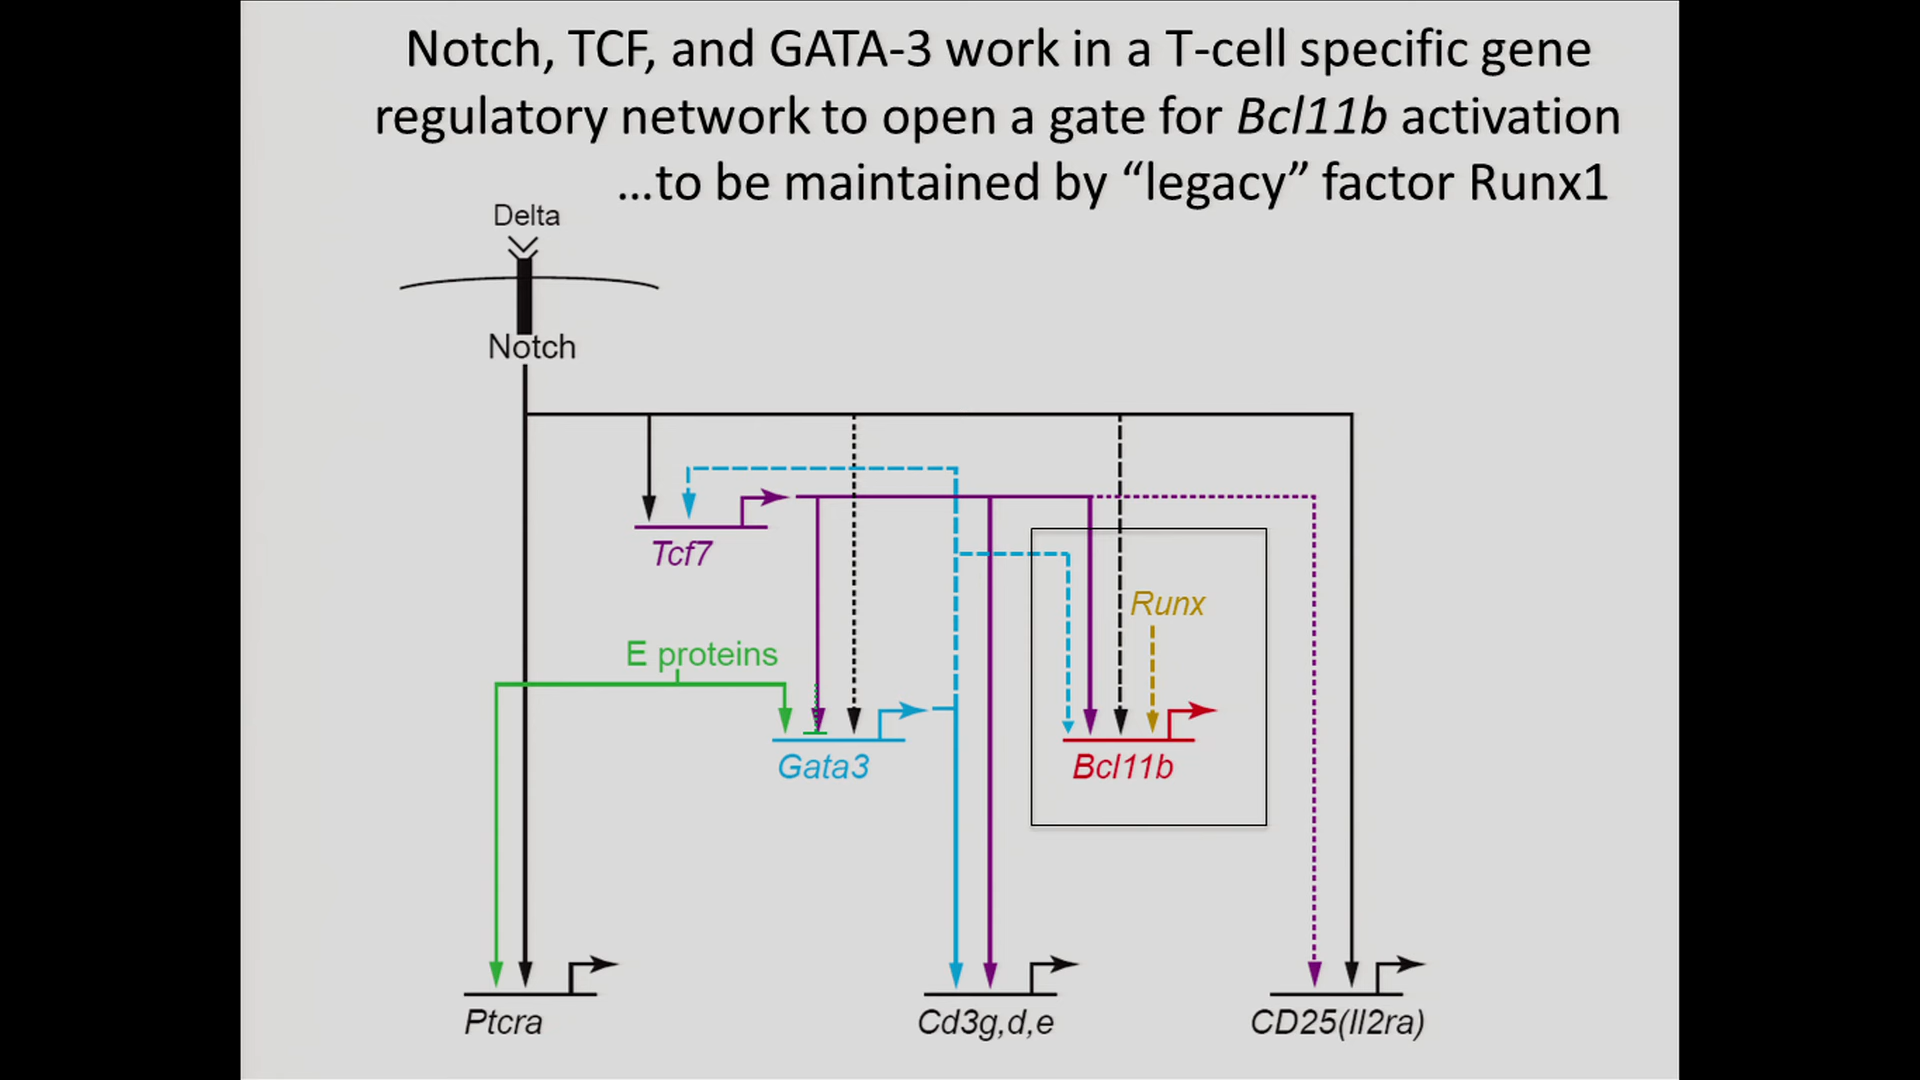 Notch, TCF, and GATA-3 work in a T-cell specific gene
regulatory network to open a gate for Bcl11b activation
...to be maintained by “legacy” factor Runx1
Delta
Notch
Tcf7
Runx
E proteins
Gata3
Bcl11b
Ptcra
Cd3g,d,e
CD25(Il2ra)